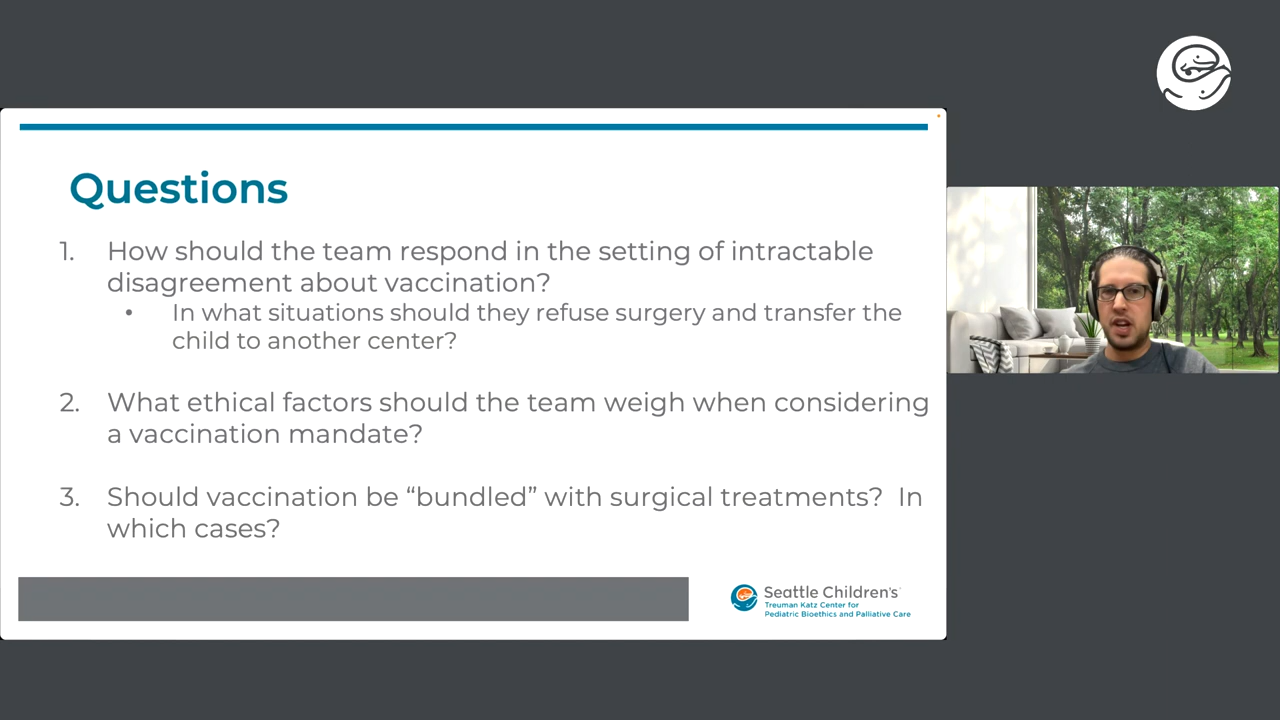 Questions
1. How should the team respond in the setting of intractable
disagreement about vaccination?
• In what situations should they refuse surgery and transfer the
child to another center?
2. What ethical factors should the team weigh when considering
a vaccination mandate?
3. Should vaccination be “bundled” with surgical treatments?  In
which cases?
Seattle Children's
Treuman Katz Center for
Pediatric Bioethics and Palliative Care